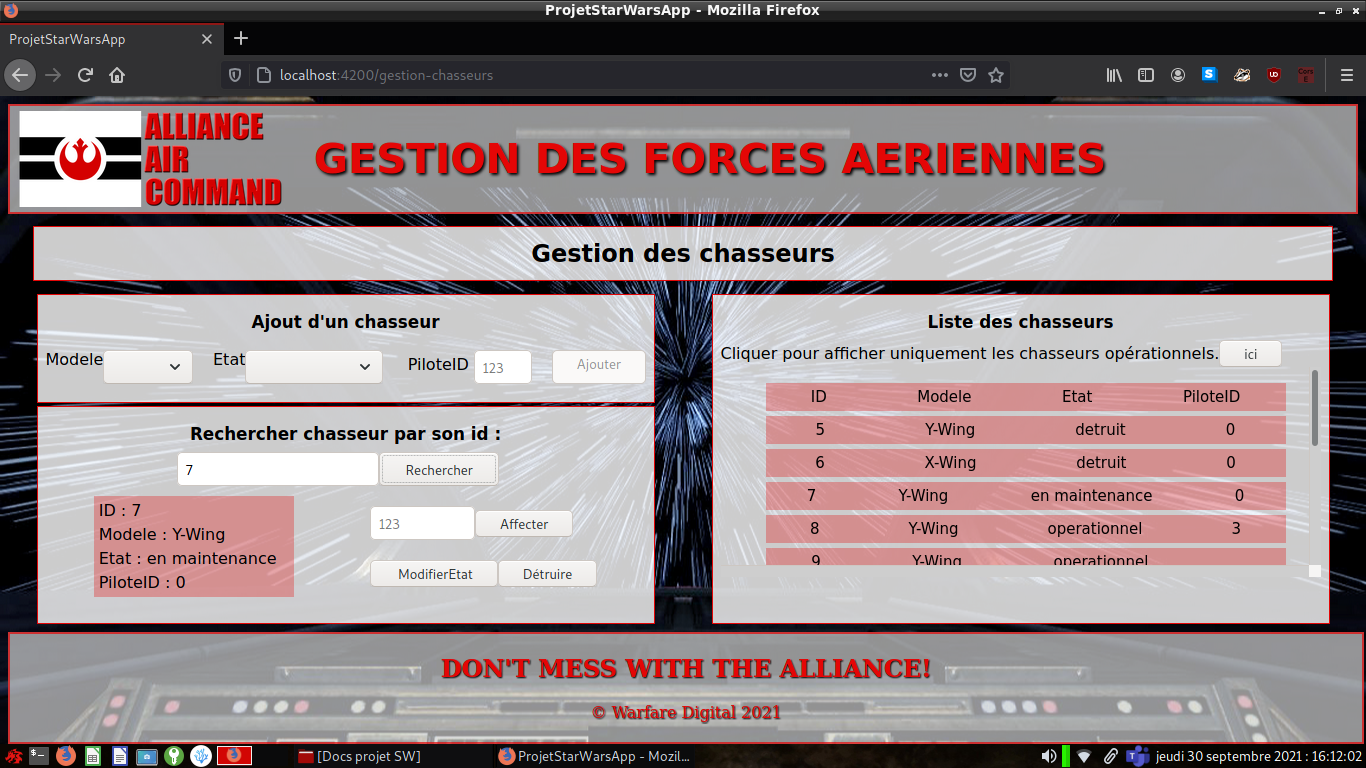 ProjetStarWarsApp - Mozilla Firefox
ProjetStarWarsApp
localhost:4200/gestion-chasseurs
ALLIANCE
AIR
COMMAND
GESTION DES FORCES AERIENNES
Gestion des chasseurs
Ajout d'un chasseur
Modele Etat PiloteID 123 Ajouter
Rechercher chasseur par son id :
7 Rechercher
ID : 7
Modele : Y-Wing
Etat : en maintenance
PiloteID : 0
123 Affecter
ModifierEtat Détruire
Liste des chasseurs
Cliquer pour afficher uniquement les chasseurs opérationnels. ici
ID Modele Etat PiloteID
5 Y-Wing detruit 0
6 X-Wing detruit 0
7 Y-Wing en maintenance 0
8 Y-Wing operationnel 3
9 Y-Wing operationnel
DON'T MESS WITH THE ALLIANCE!
© Warfare Digital 2021
[Docs projet SW] ProjetStarWarsApp - Mozil... jeudi 30 septembre 2021 : 16:12:02